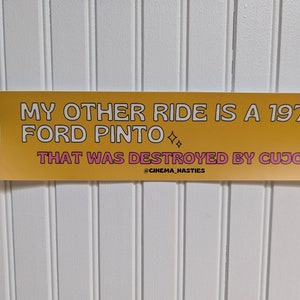 MY OTHER RIDE IS A 197
FORD PINTO
THAT WAS DESTROYED BY CUJO
@CINEMA_NASTIES